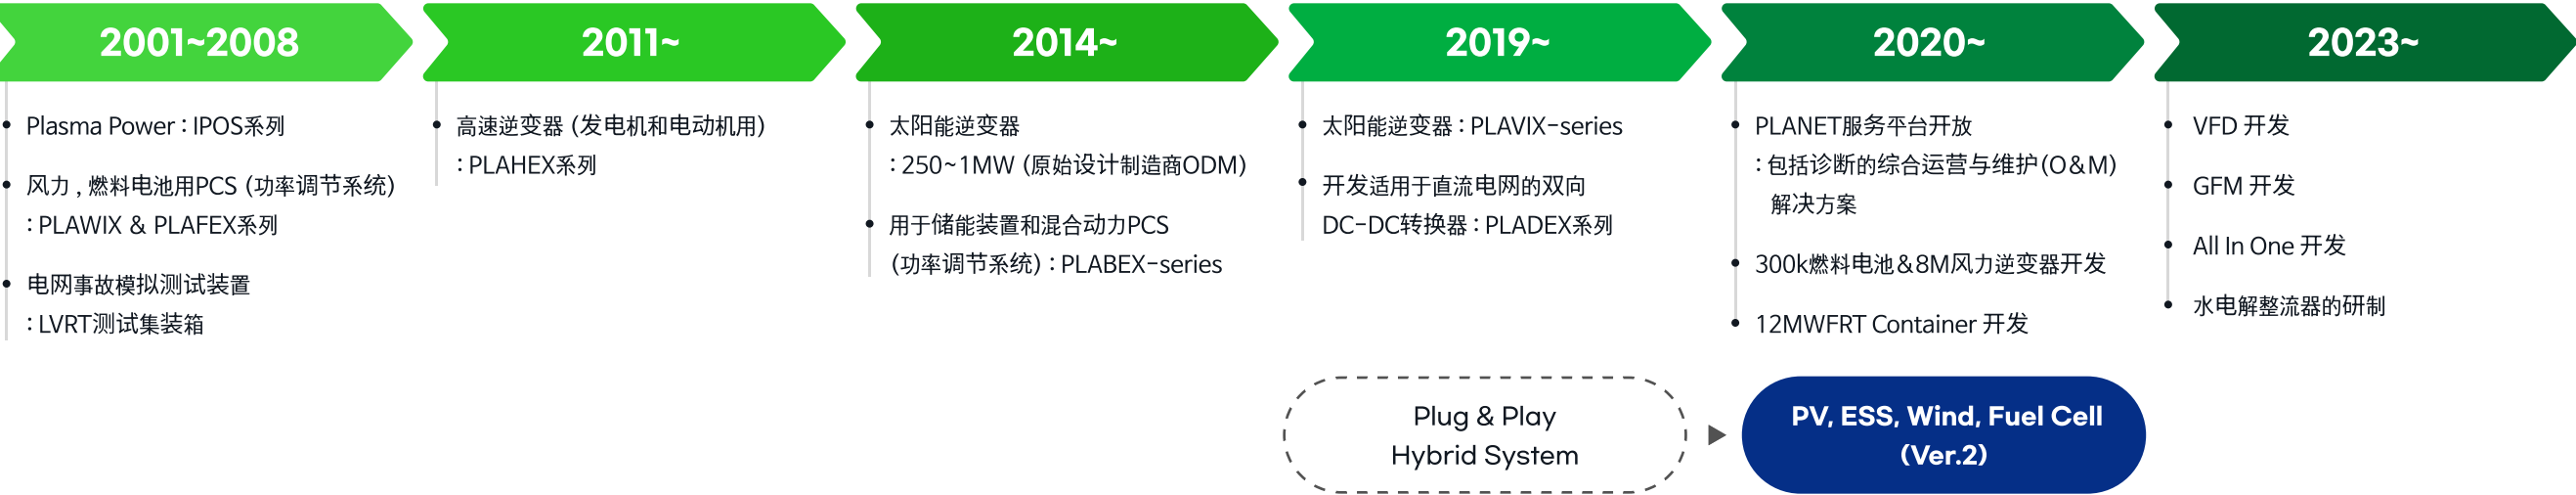 2001~2008
Plasma Power : IPOS系列
风力 , 燃料电池用PCS (功率调节系统)
: PLAWIX & PLAFEX系列
电网事故模拟测试装置
: LVRT测试集装箱
2011~
高速逆变器 (发电机和电动机用)
: PLAHEX系列
2014~
太阳能逆变器
: 250~1MW (原始设计制造商ODM)
用于储能装置和混合动力PCS
(功率调节系统) : PLABEX-series
2019~
太阳能逆变器 : PLAVIX-series
开发适用于直流电网的双向
DC-DC转换器 : PLADEX系列
2020~
PLANET服务平台开放
: 包括诊断的综合运营与维护(O&M)
解决方案
300k燃料电池&8M风力逆变器开发
12MWFRT Container 开发
2023~
VFD 开发
GFM 开发
All In One 开发
水电解整流器的研制
Plug & Play
Hybrid System
PV, ESS, Wind, Fuel Cell
(Ver.2)